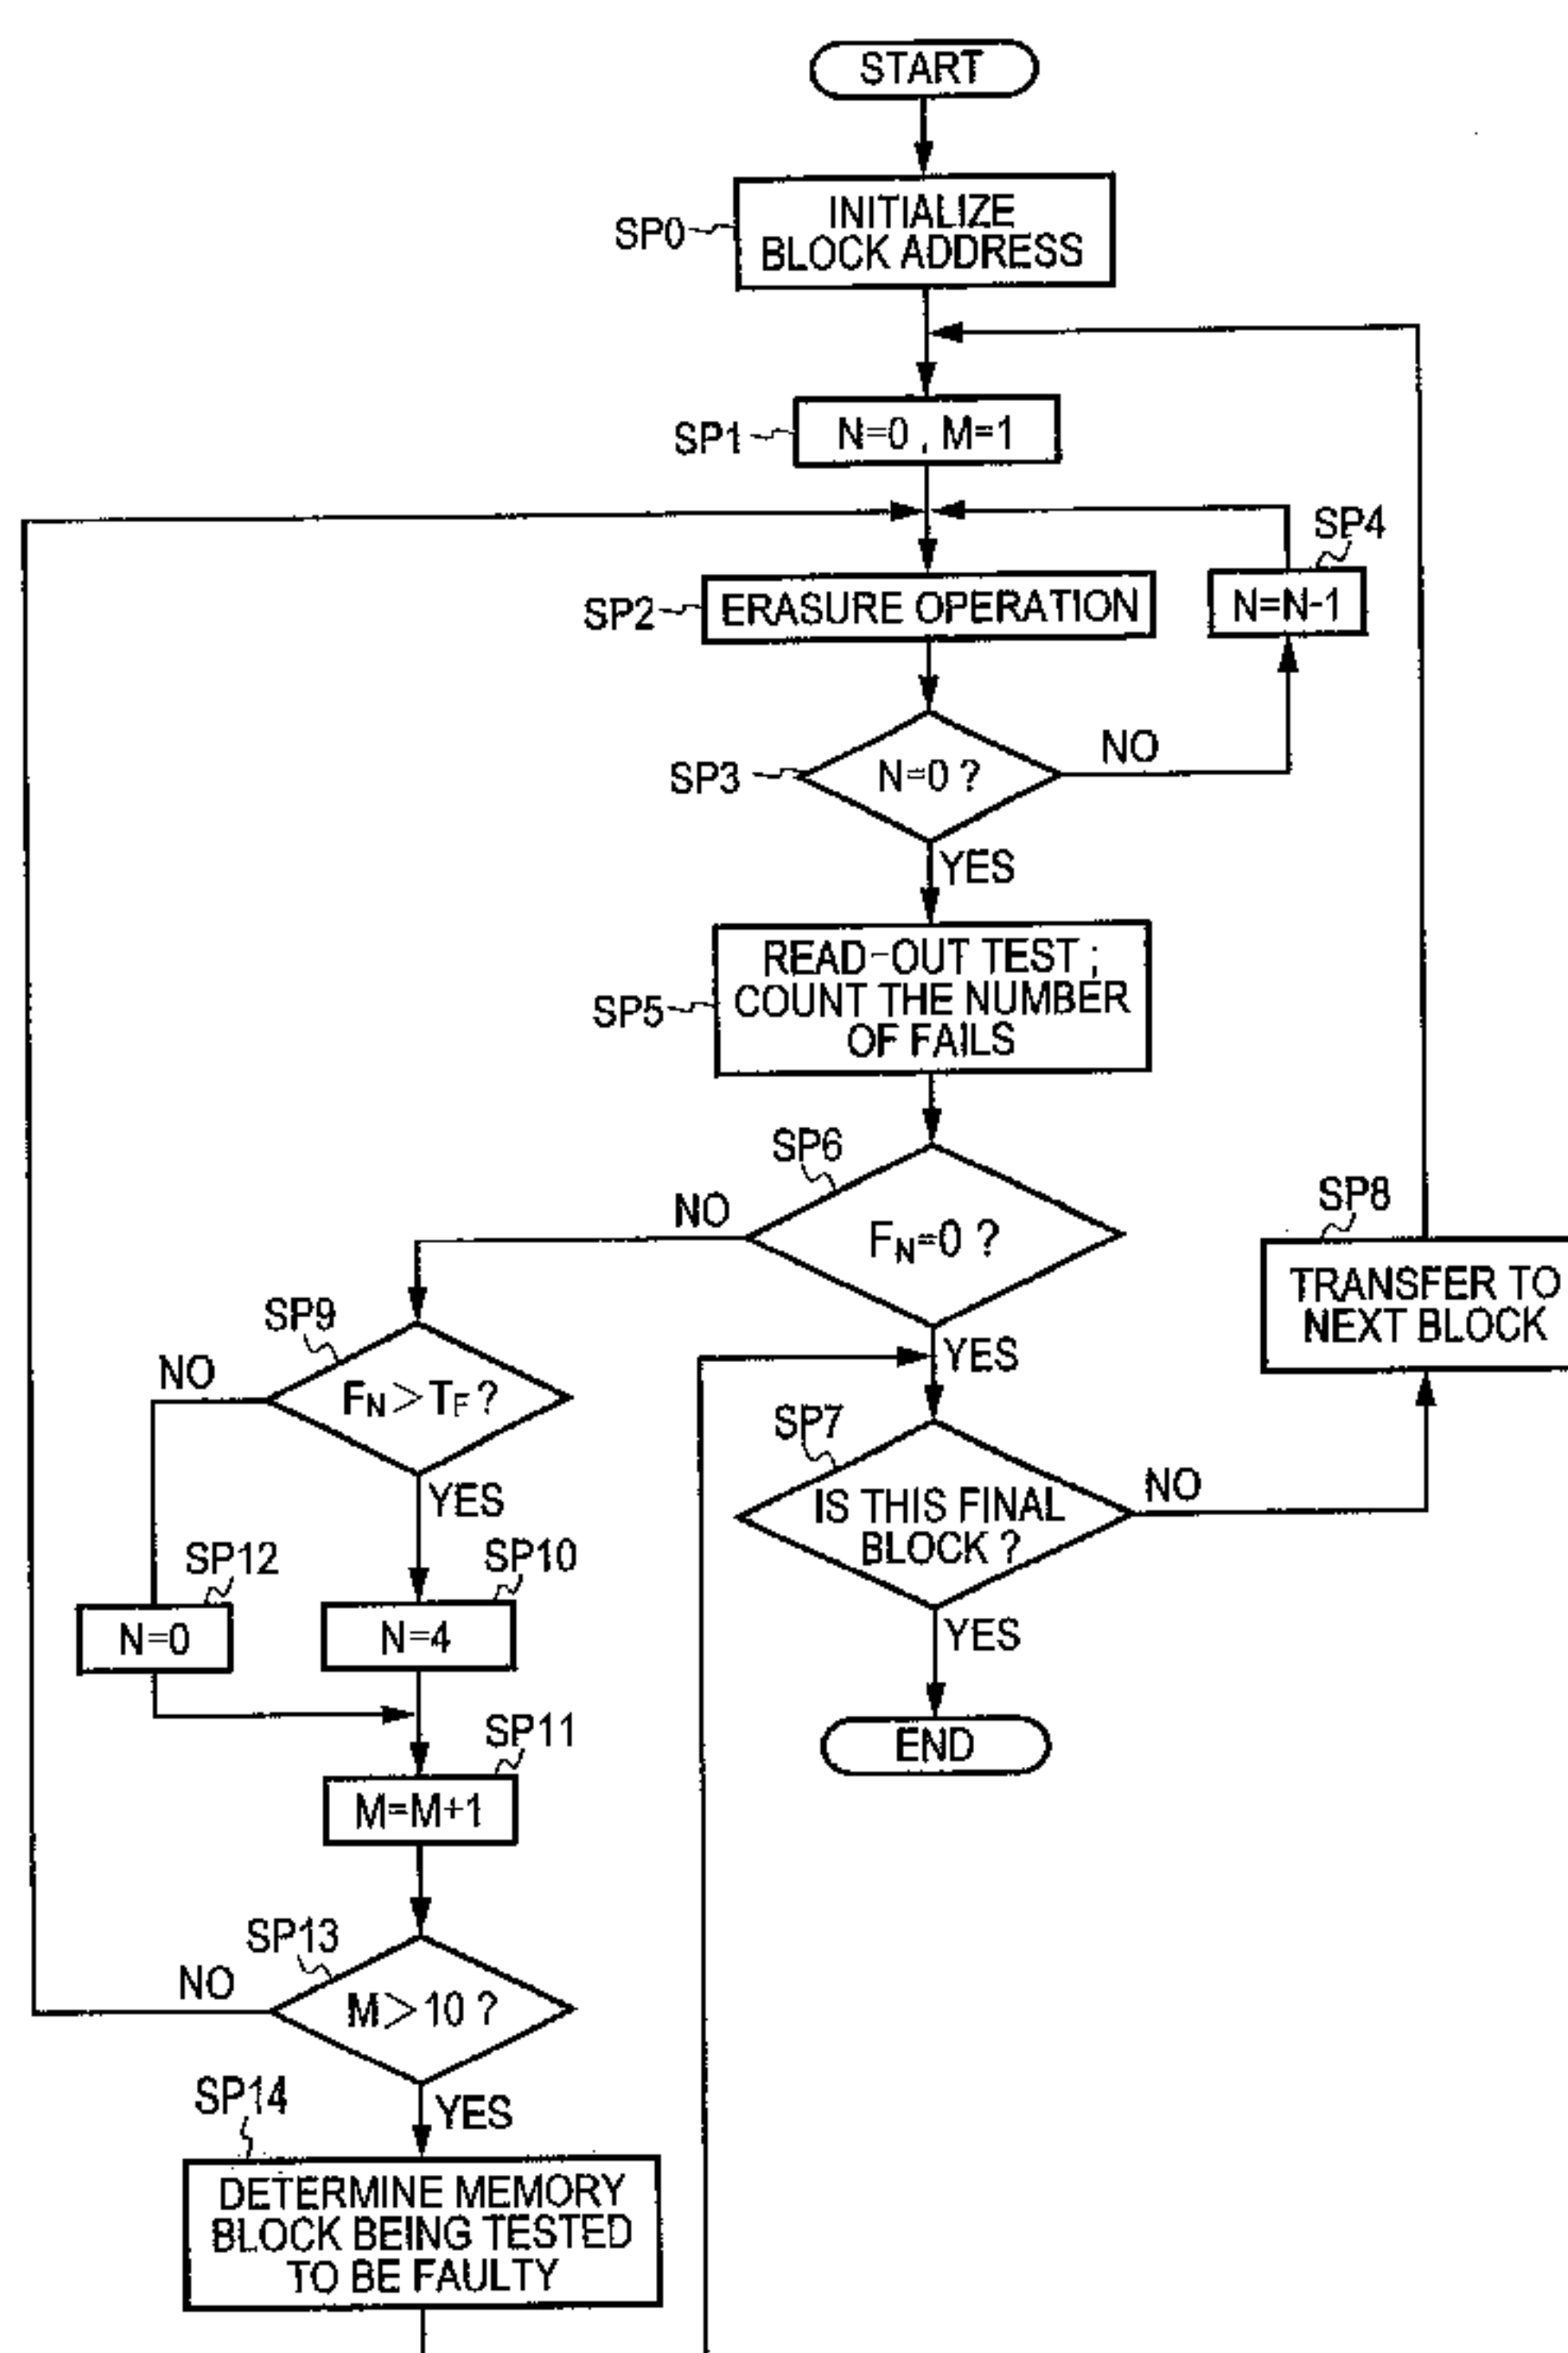 START
SP0
INITIALIZE
BLOCK ADDRESS
SP1
N=0 , M=1
SP4
SP2
ERASURE OPERATION
N=N-1
SP3
N=0 ?
NO
YES
SP5
READ-OUT TEST ;
COUNT THE NUMBER
OF FAILS
SP6
NO
FN=0 ?
YES
SP8
TRANSFER TO
NEXT BLOCK
SP9
NO
FN>TF ?
YES
SP7
IS THIS FINAL
BLOCK ?
NO
YES
END
SP12
N=0
SP10
N=4
SP11
M=M+1
SP13
NO
M>10 ?
YES
SP14
DETERMINE MEMORY
BLOCK BEING TESTED
TO BE FAULTY